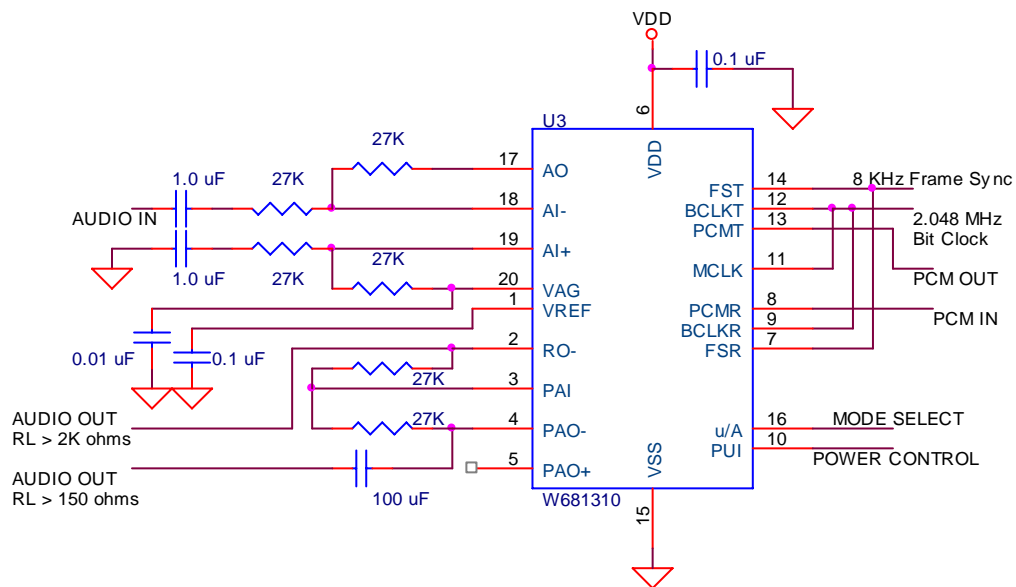 VDD
0.1 uF
6
U3
VDD
27K
17
AO
14
FST
8 KHz Frame Sync
1.0 uF
27K
18
AI-
12
BCLKT
AUDIO IN
13
PCMT
2.048 MHz
Bit Clock
19
AI+
27K
11
MCLK
1.0 uF
27K
PCM OUT
20
VAG
1
VREF
8
PCMR
PCM IN
9
BCLKR
0.01 uF
0.1 uF
2
RO-
7
FSR
27K
3
PAI
AUDIO OUT
RL > 2K ohms
27K
4
PAO-
16
u/A
MODE SELECT
10
PUI
POWER CONTROL
5
PAO+
AUDIO OUT
RL > 150 ohms
100 uF
VSS
W681310
15